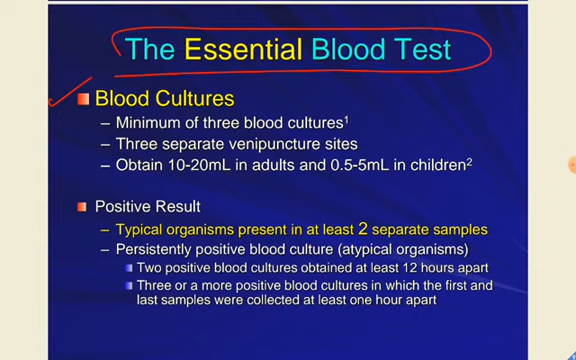 The Essential Blood Test
Blood Cultures
– Minimum of three blood cultures1
– Three separate venipuncture sites
– Obtain 10-20mL in adults and 0.5-5mL in children2
Positive Result
– Typical organisms present in at least 2 separate samples
– Persistently positive blood culture (atypical organisms)
Two positive blood cultures obtained at least 12 hours apart
Three or a more positive blood cultures in which the first and
last samples were collected at least one hour apart